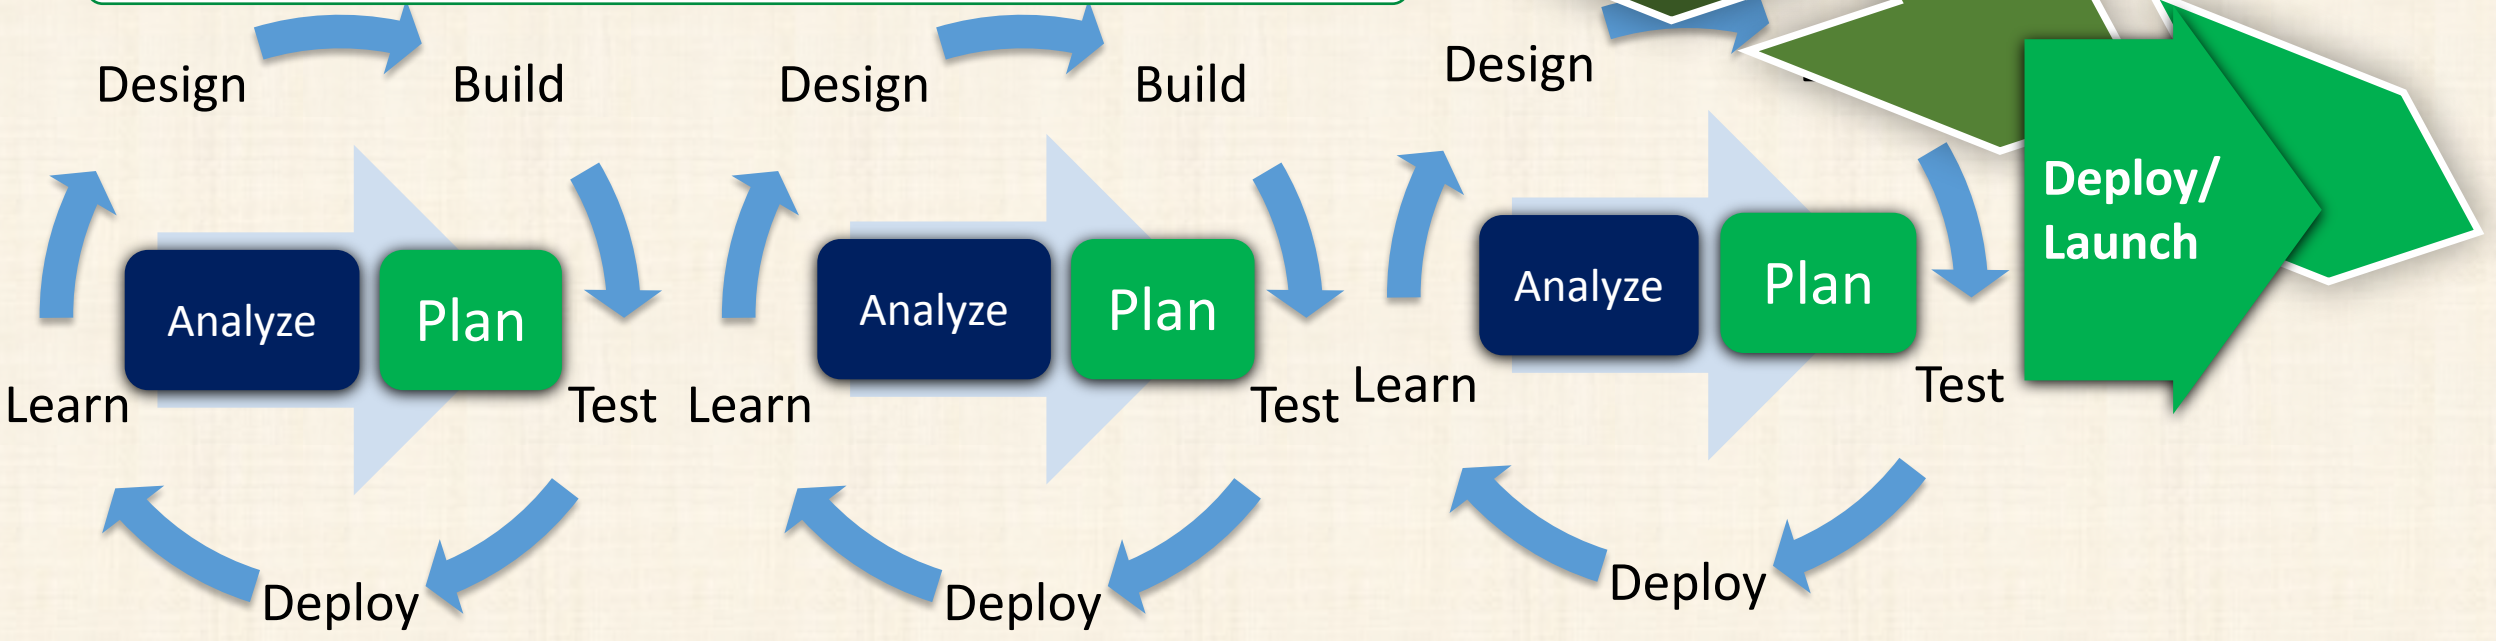 Design
Build
Analyze
Plan
Learn
Test
Deploy
Design
Build
Analyze
Plan
Learn
Test
Deploy
Design
Analyze
Plan
Learn
Test
Deploy
Deploy/
Launch